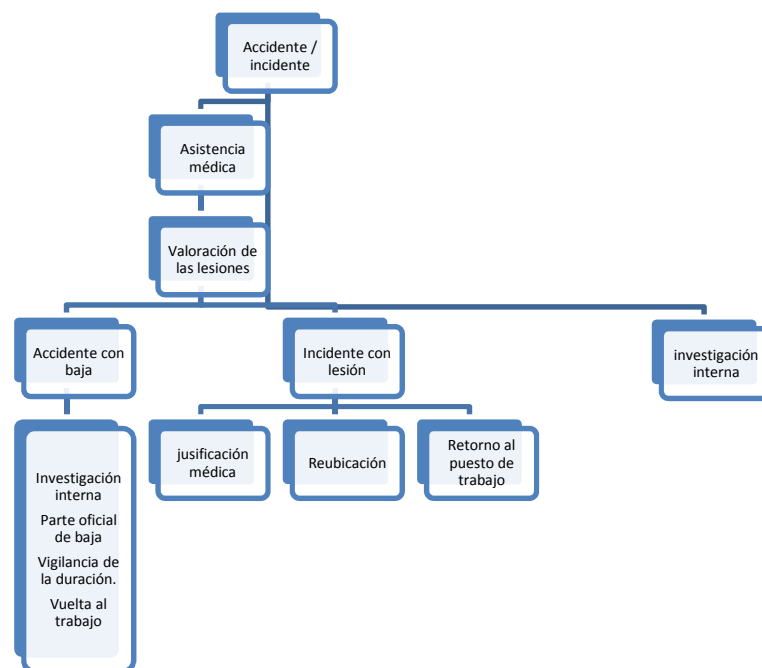 Accidente /
incidente
Asistencia
médica
Valoración de
las lesiones
Accidente con
baja
Incidente con
lesión
investigación
interna
Investigación
interna
Parte oficial
de baja
Vigilancia de
la duración.
Vuelta al
trabajo
jusificación
médica
Reubicación
Retorno al
puesto de
trabajo